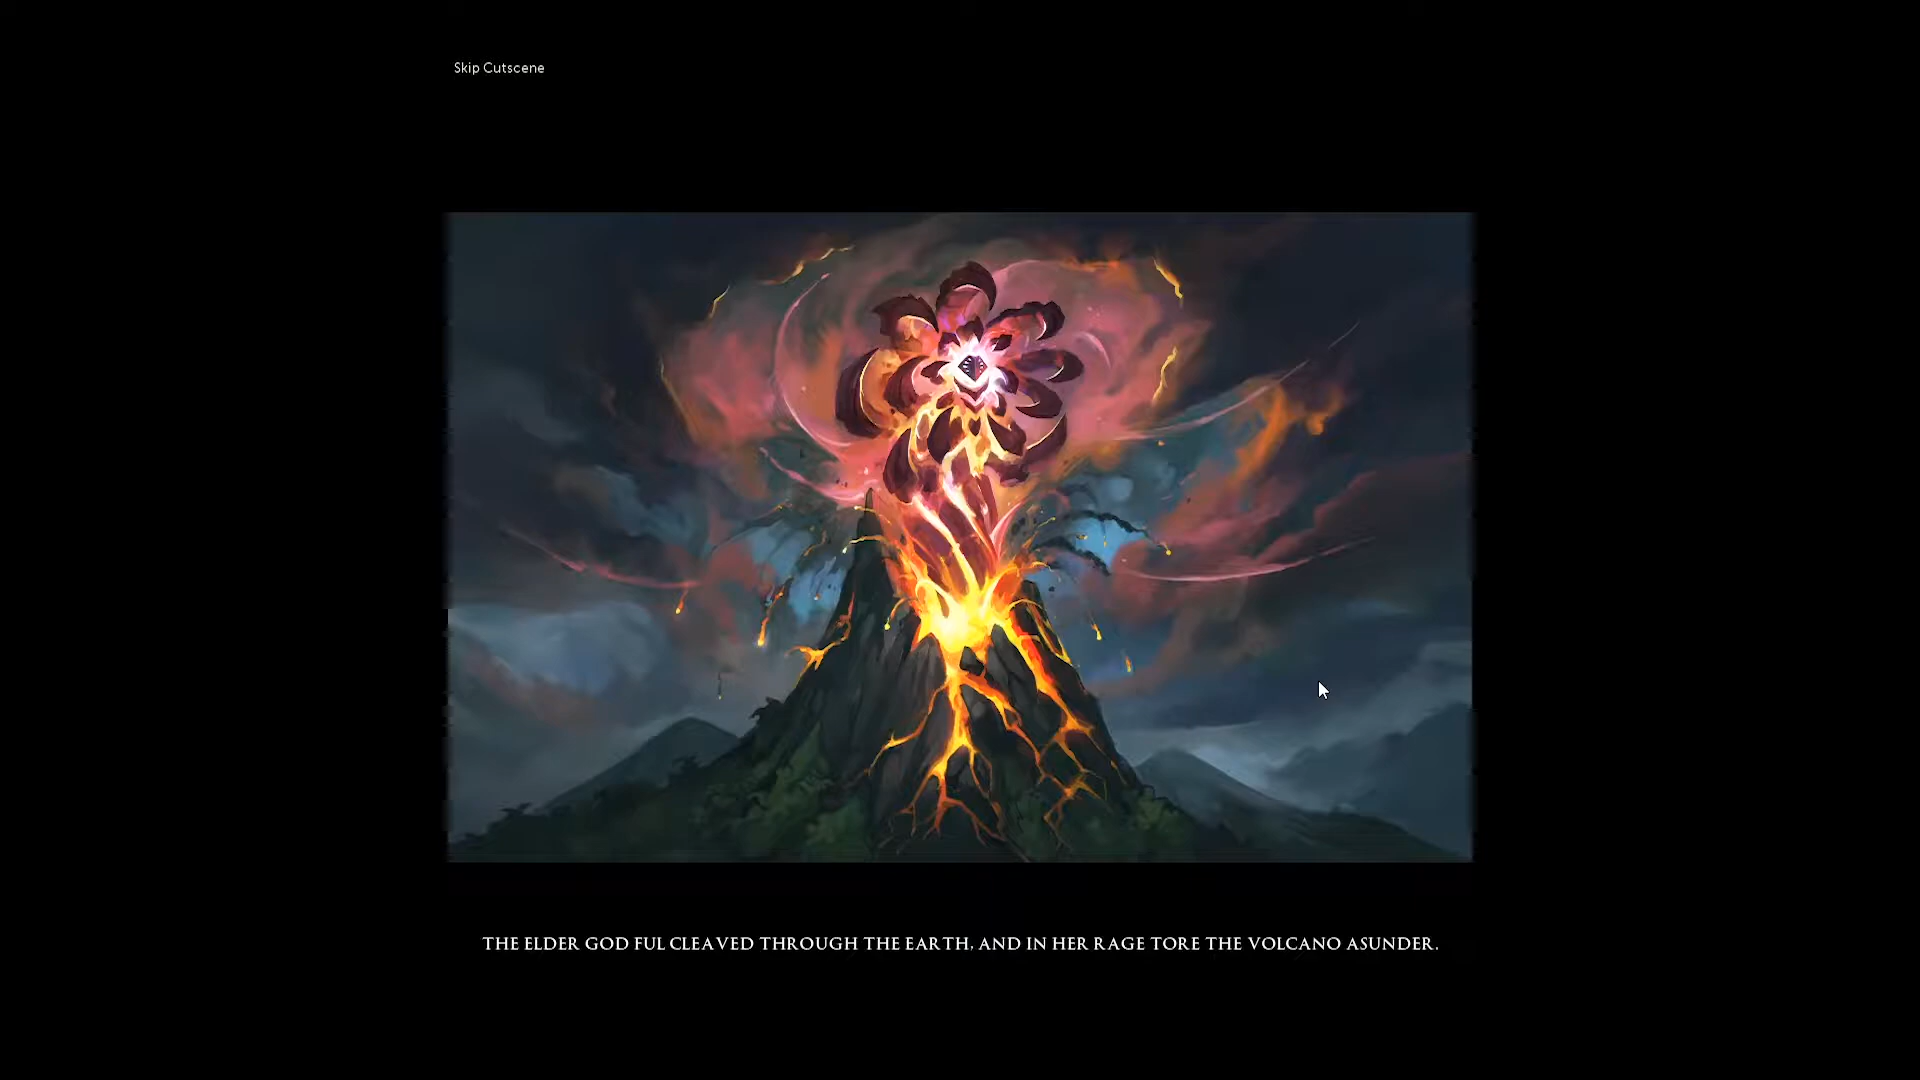 Skip Cutscene
THE ELDER GOD FUL CLEAVED THROUGH THE EARTH, AND IN HER RAGE TORE THE VOLCANO ASUNDER.